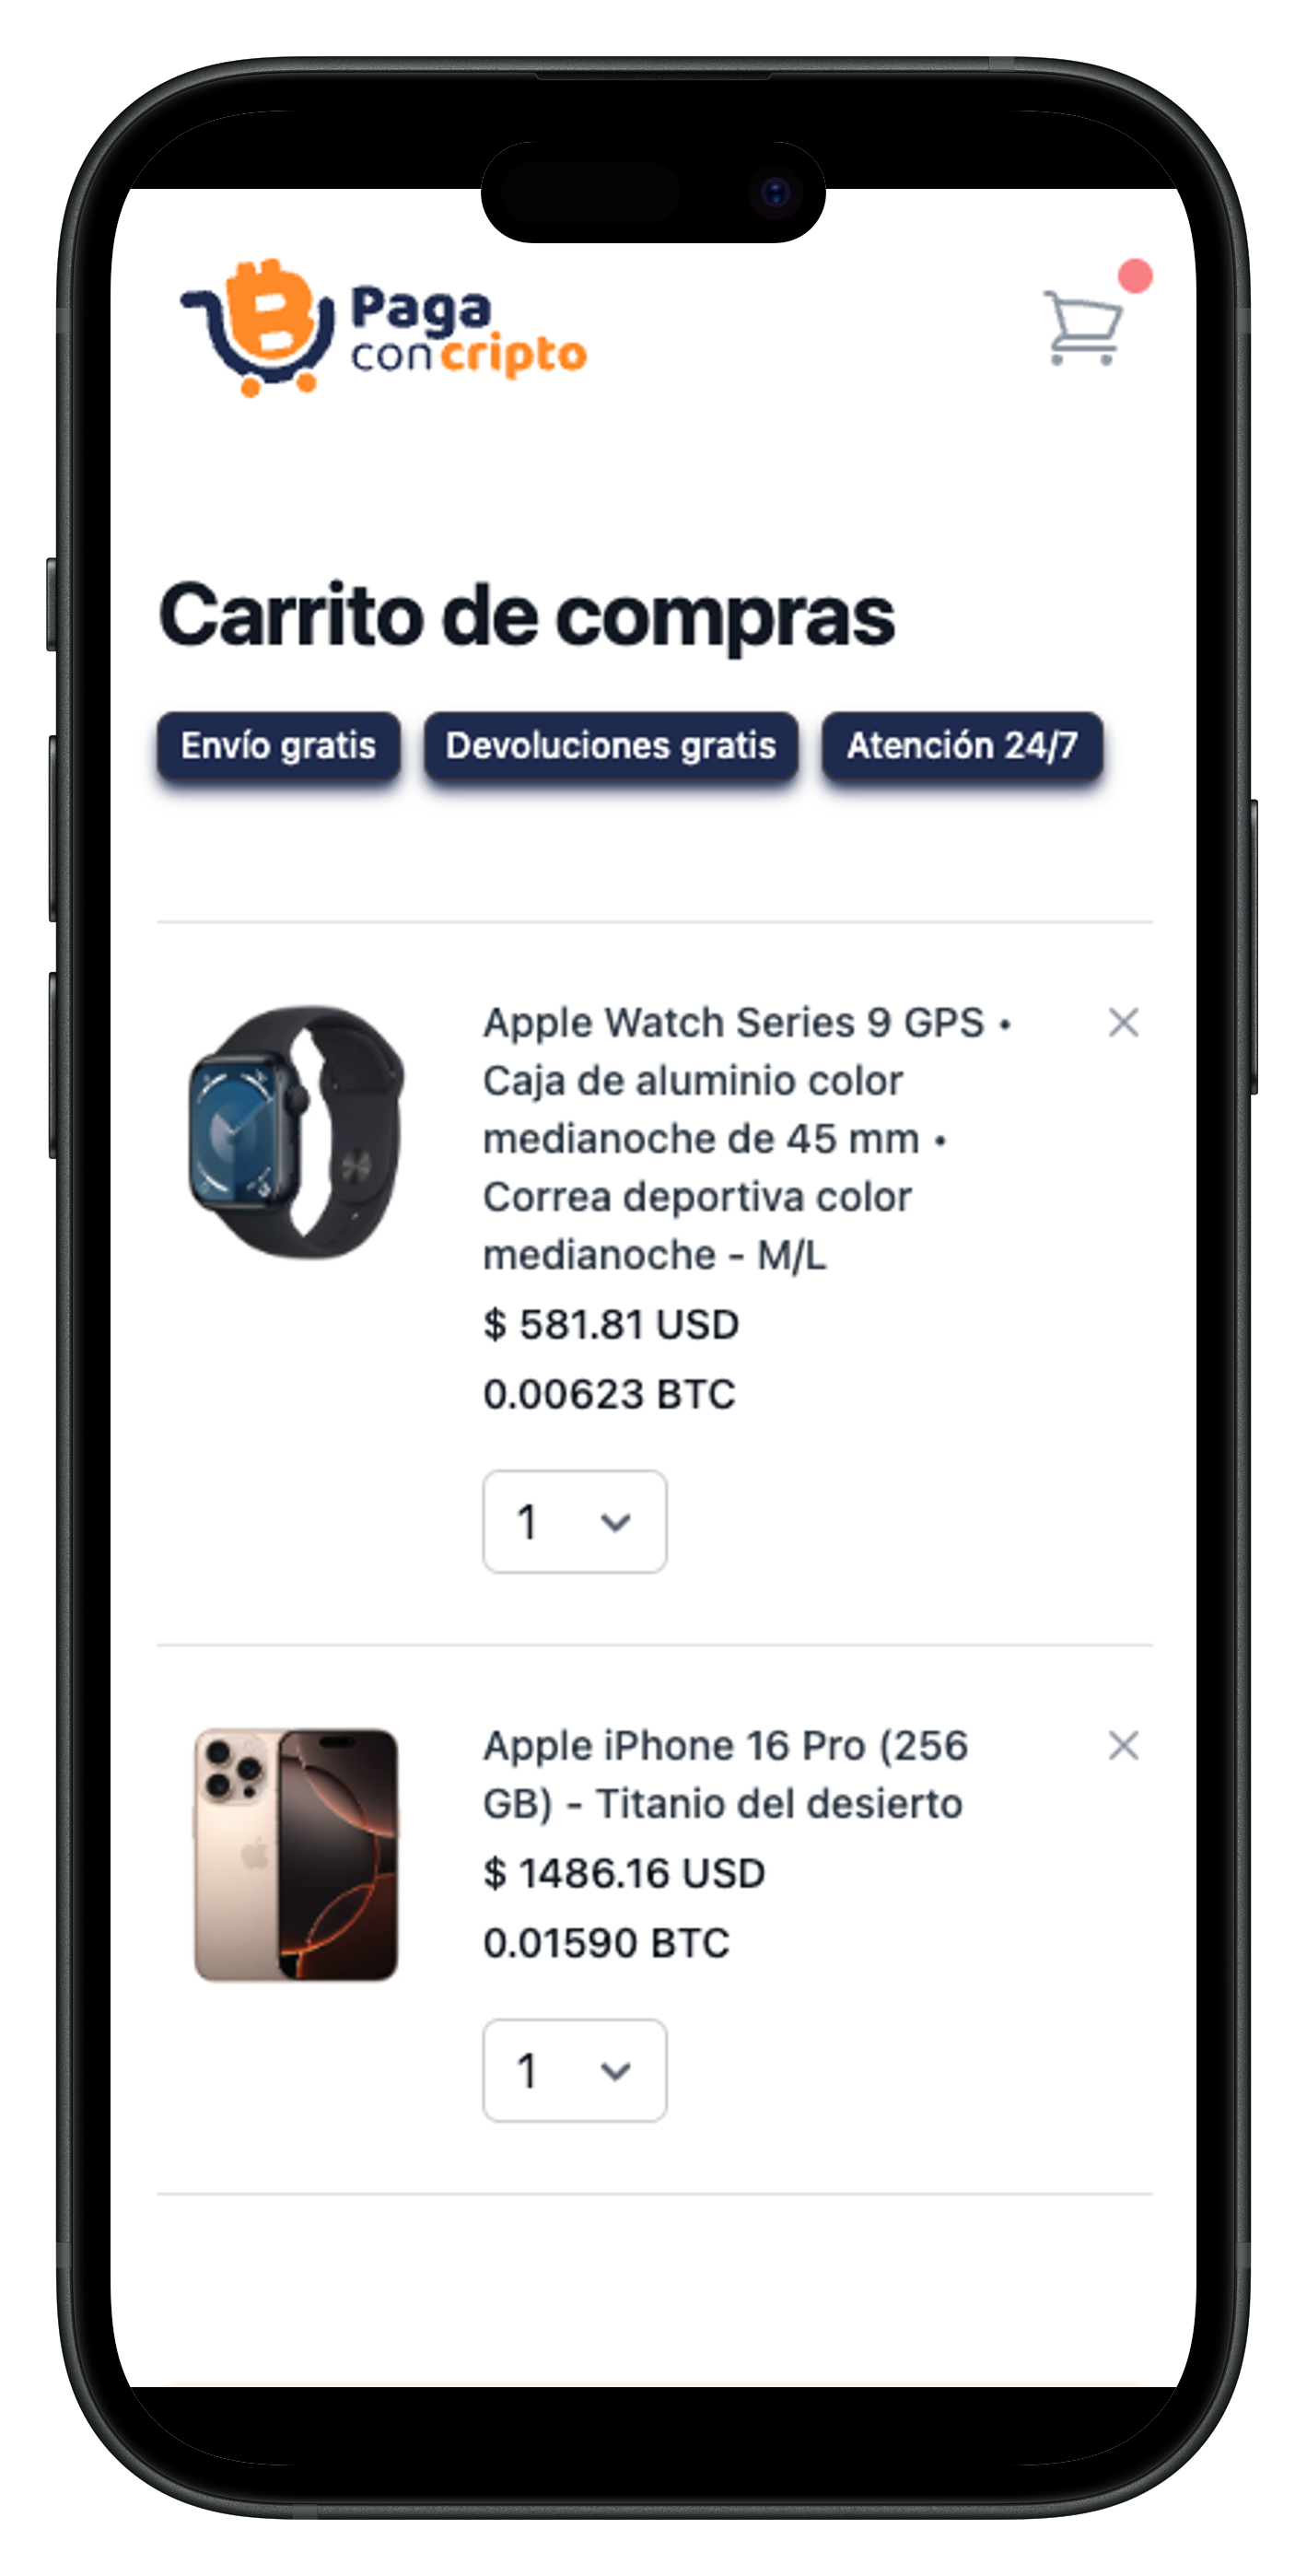 Paga
con cripto
Carrito de compras
Envío gratis
Devoluciones gratis
Atención 24/7
Apple Watch Series 9 GPS •
Caja de aluminio color
medianoche de 45 mm •
Correa deportiva color
medianoche - M/L
$ 581.81 USD
0.00623 BTC
1
Apple iPhone 16 Pro (256
GB) - Titanio del desierto
$ 1486.16 USD
0.01590 BTC
1